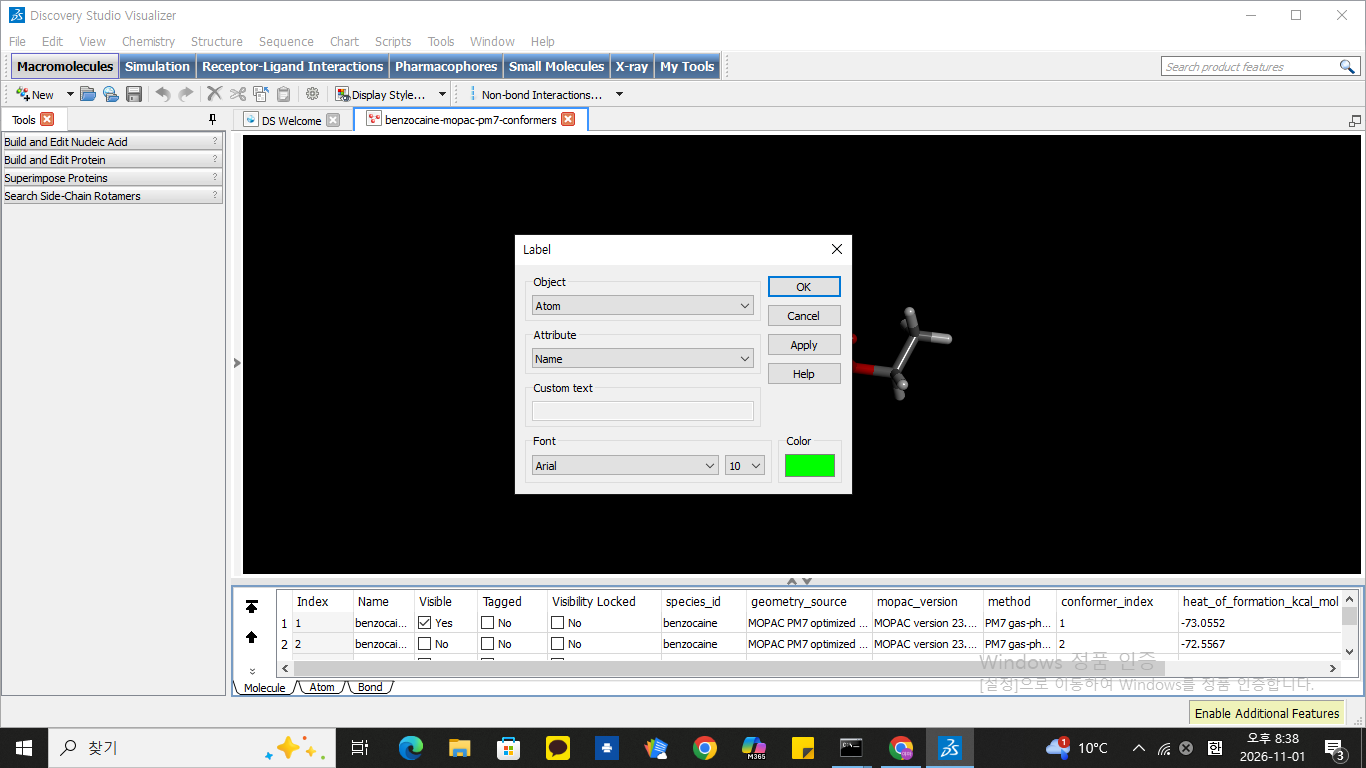 Discovery Studio Visualizer
File Edit View Chemistry Structure Sequence Chart Scripts Tools Window Help
Macromolecules Simulation Receptor-Ligand Interactions Pharmacophores Small Molecules X-ray My Tools
Search product features
New Display Style... Non-bond Interactions...
Tools
DS Welcome benzocaine-mopac-pm7-conformers
Build and Edit Nucleic Acid ?
Build and Edit Protein ?
Superimpose Proteins ?
Search Side-Chain Rotamers ?
Label
Object
Atom
Attribute
Name
Custom text
Font
Arial 10
Color
OK
Cancel
Apply
Help
Index Name Visible Tagged Visibility Locked species_id geometry_source mopac_version method conformer_index heat_of_formation_kcal_mol
1 1 benzocai... Yes No No benzocaine MOPAC PM7 optimized ... MOPAC version 23.... PM7 gas-ph... 1 -73.0552
2 2 benzocai... No No No benzocaine MOPAC PM7 optimized ... MOPAC version 23.... PM7 gas-ph... 2 -72.5567
Windows 정품 인증
[설정]으로 이동하여 Windows를 정품 인증합니다.
Molecule Atom Bond
Enable Additional Features
찾기
M365
1
10°C
한
오후 8:38
2026-11-01
3